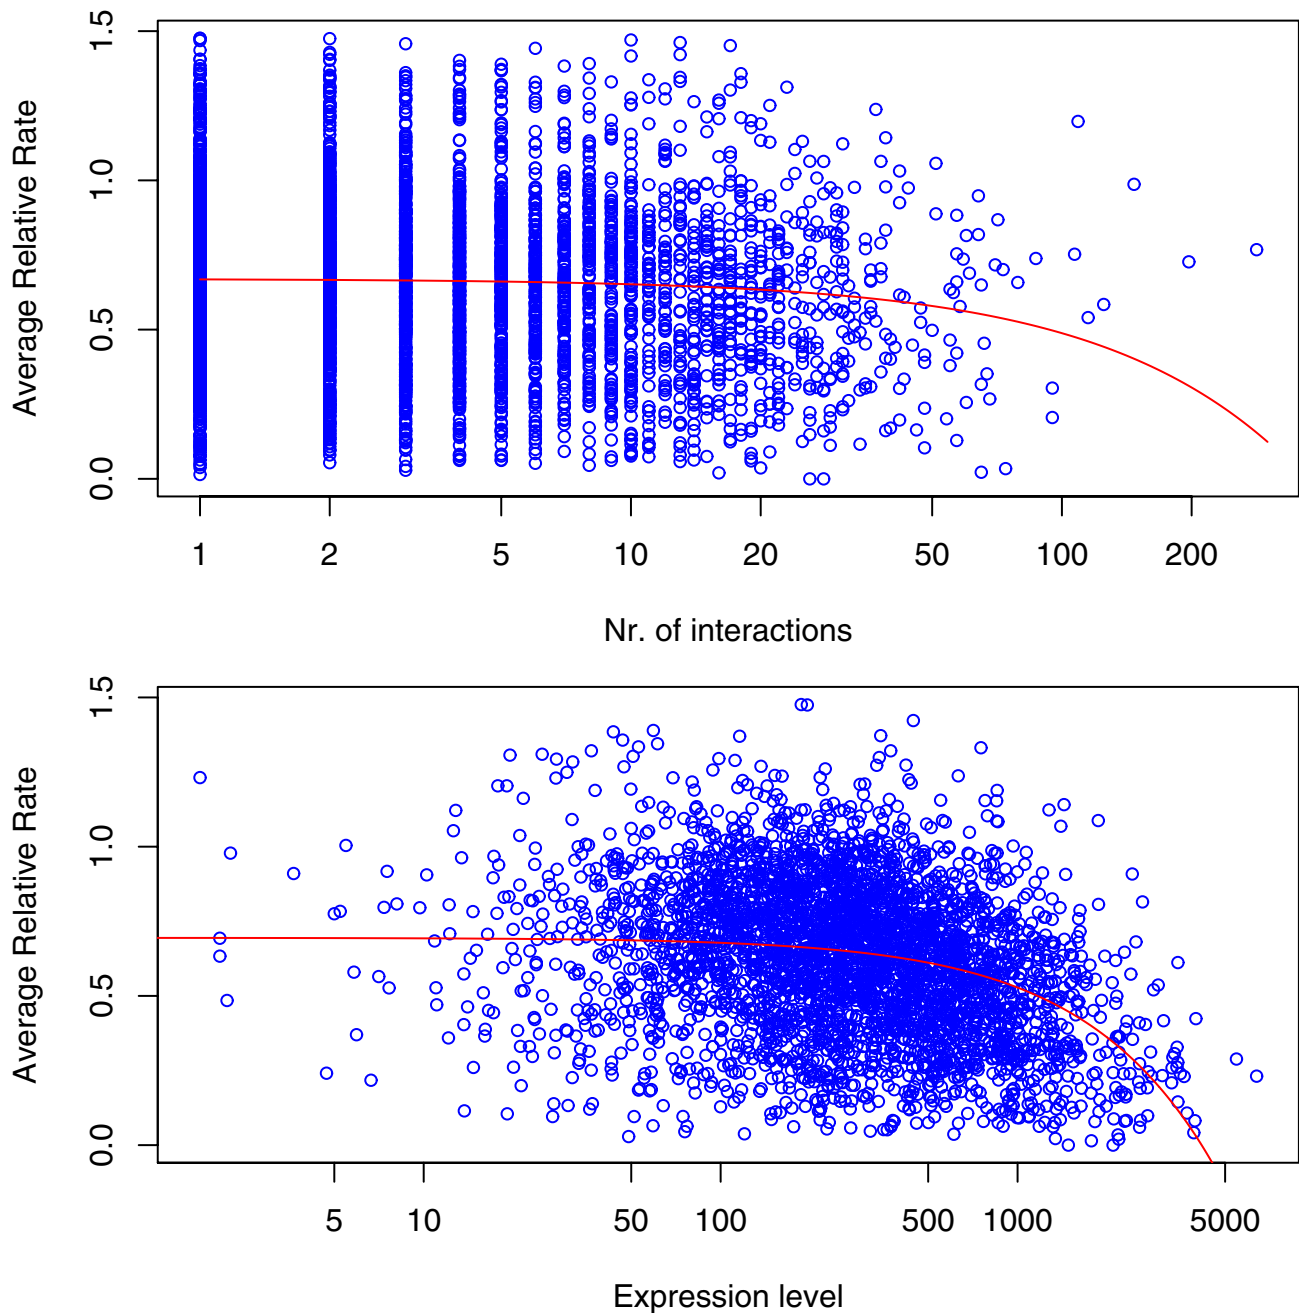 Average Relative Rate
1.5
1.0
0.5
0.0
1 2 5 10 20 50 100 200
Nr. of interactions
Average Relative Rate
1.5
1.0
0.5
0.0
5 10 50 100 500 1000 5000
Expression level